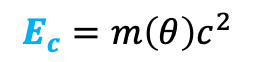 E_c = m(θ)c²